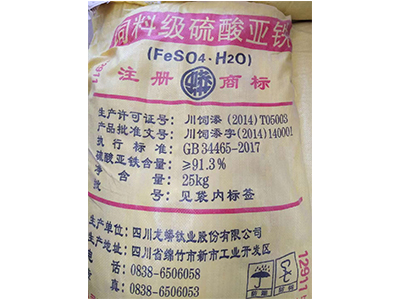 饲料级硫酸亚铁
(FeSO4·H2O)
注册 商标
生产许可证号：川饲添(2014)T05003
产品批准文号：川饲添字(2014)140001
执行标准：GB 34465-2017
硫酸亚铁含量：≥91.3%
净含量：25kg
批号：见袋内标签
生产单位：四川龙蟒钛业股份有限公司
生产地址：四川省绵竹市新市工业开发区
电话：0838-6506058
传真：0838-6506053
12911